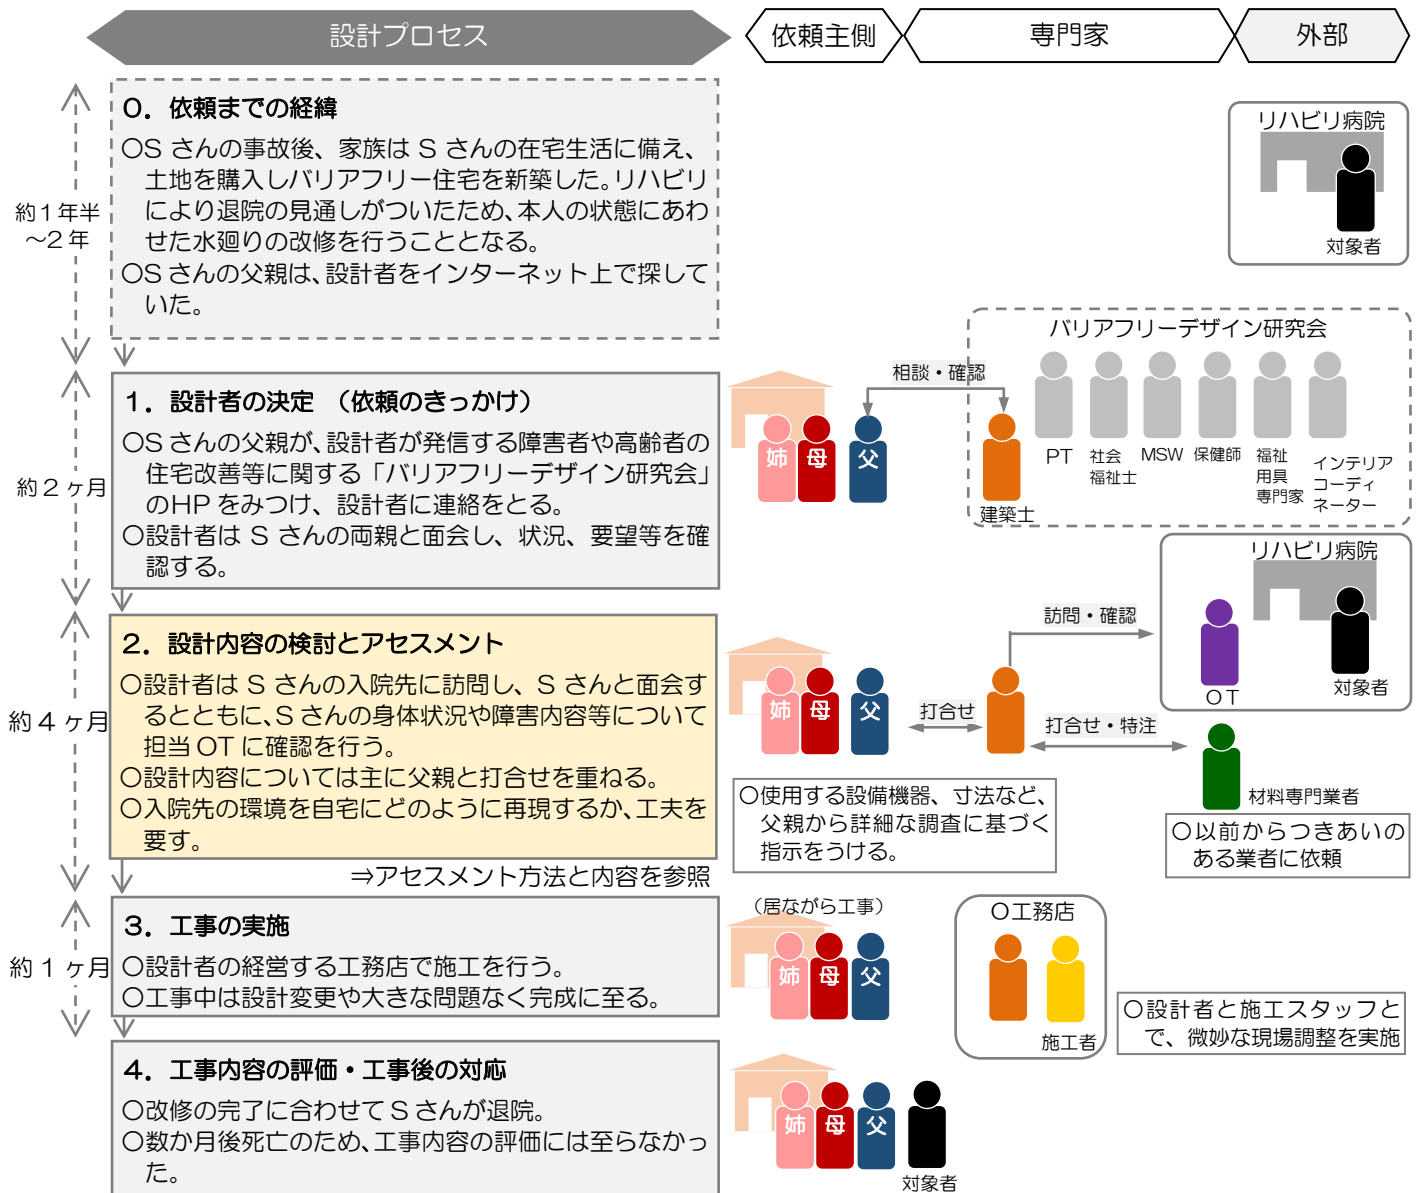 設計プロセス
依頼主側
専門家
外部
約1年半
～2年
0．依頼までの経緯
○Sさんの事故後、家族はSさんの在宅生活に備え、
土地を購入しバリアフリー住宅を新築した。リハビリ
により退院の見通しがついたため、本人の状態にあわ
せた水廻りの改修を行うこととなる。
○Sさんの父親は、設計者をインターネット上で探して
いた。
リハビリ病院
対象者
約2ヶ月
1．設計者の決定　（依頼のきっかけ）
○Sさんの父親が、設計者が発信する障害者や高齢者の
住宅改善等に関する「バリアフリーデザイン研究会」
のHPをみつけ、設計者に連絡をとる。
○設計者はSさんの両親と面会し、状況、要望等を確
認する。
姉
母
父
相談・確認
バリアフリーデザイン研究会
建築士
PT
社会
福祉士
MSW
保健師
福祉
用具
専門家
インテリア
コーディ
ネーター
約4ヶ月
2．設計内容の検討とアセスメント
○設計者はSさんの入院先に訪問し、Sさんと面会す
るとともに、Sさんの身体状況や障害内容等について
担当OTに確認を行う。
○設計内容については主に父親と打合せを重ねる。
○入院先の環境を自宅にどのように再現するか、工夫を
要す。
⇒アセスメント方法と内容を参照
姉
母
父
打合せ
訪問・確認
打合せ・特注
リハビリ病院
OT
対象者
材料専門業者
○使用する設備機器、寸法など、
父親から詳細な調査に基づく
指示をうける。
○以前からつきあいの
ある業者に依頼
約1ヶ月
3．工事の実施
○設計者の経営する工務店で施工を行う。
○工事中は設計変更や大きな問題なく完成に至る。
（居ながら工事）
姉
母
父
O工務店
施工者
○設計者と施工スタッフと
で、微妙な現場調整を実施
4．工事内容の評価・工事後の対応
○改修の完了に合わせてSさんが退院。
○数か月後死亡のため、工事内容の評価には至らなかっ
た。
姉
母
父
対象者